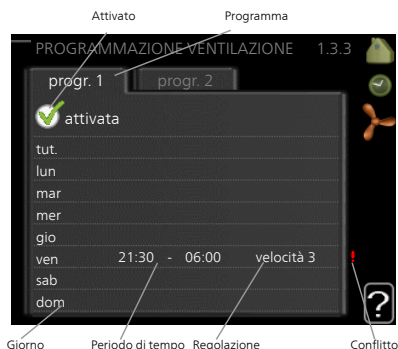 Attivato Programma
PROGRAMMAZIONE VENTILAZIONE 1.3.3
progr. 1 progr. 2
attivata
tut.
lun
mar
mer
gio
ven 21:30 - 06:00 velocità 3 !
sab
dom
?
Giorno Periodo di tempo Regolazione Conflitto